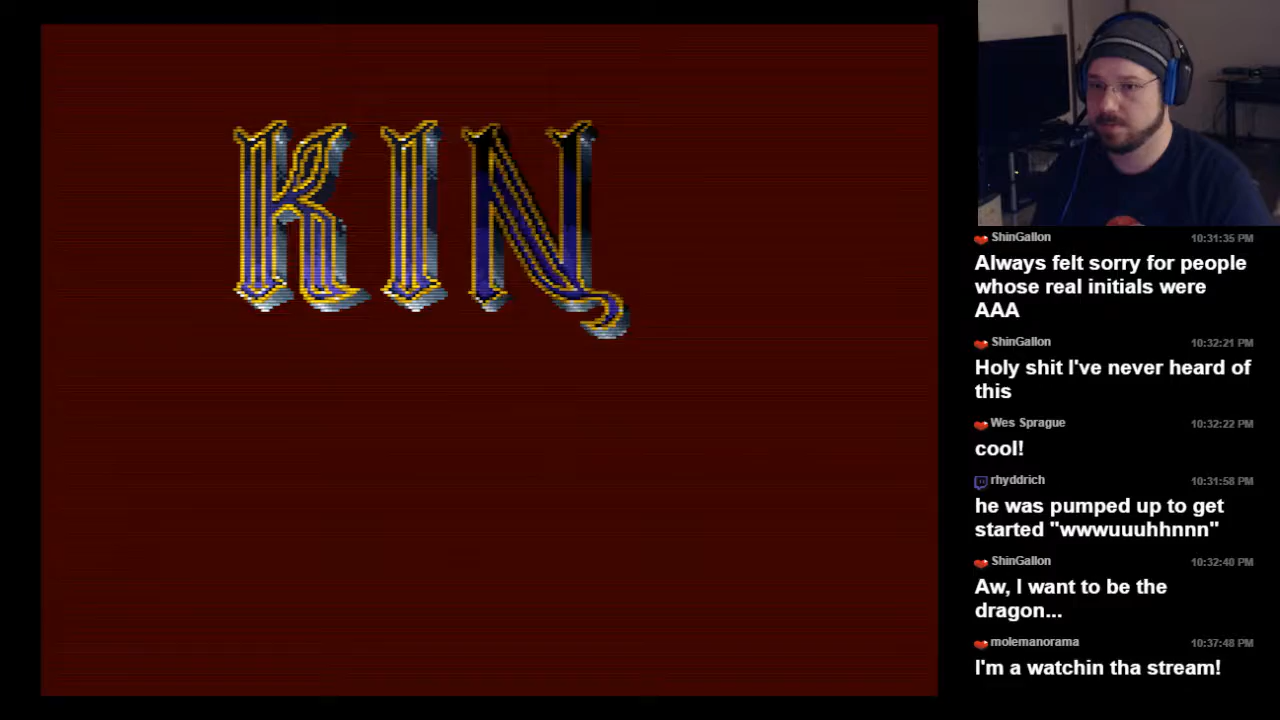 KIN
ShinGallon 10:31:35 PM
Always felt sorry for people
whose real initials were
AAA
ShinGallon 10:32:21 PM
Holy shit I've never heard of
this
Wes Sprague 10:32:22 PM
cool!
rhyddrich 10:31:58 PM
he was pumped up to get
started "wwwuuuhhnnn"
ShinGallon 10:32:40 PM
Aw, I want to be the
dragon...
molemanorama 10:37:48 PM
I'm a watchin tha stream!